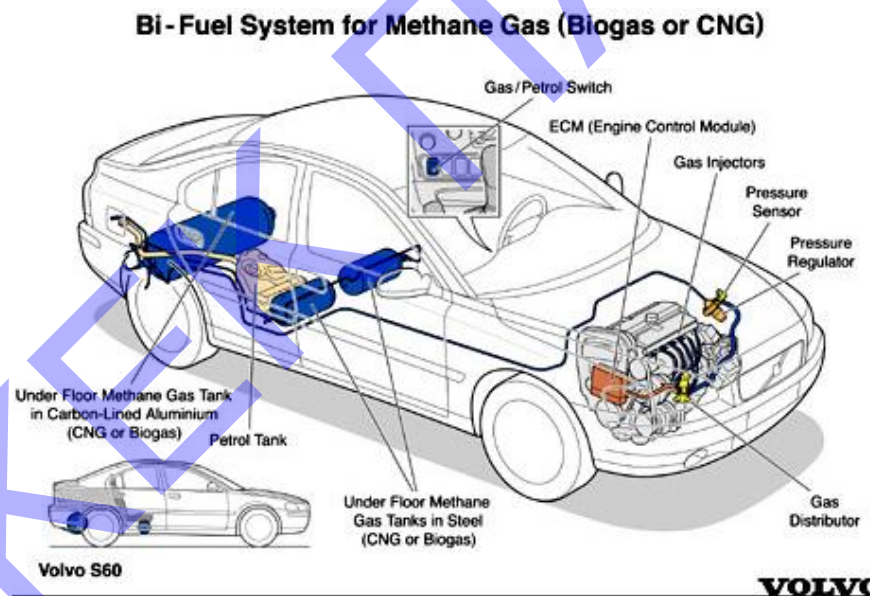 Bi-Fuel System for Methane Gas (Biogas or CNG)
Gas/Petrol Switch
ECM (Engine Control Module)
Gas Injectors
Pressure
Sensor
Pressure
Regulator
Under Floor Methane Gas Tank
in Carbon-Lined Aluminium
(CNG or Biogas)
Petrol Tank
Under Floor Methane
Gas Tanks in Steel
(CNG or Biogas)
Gas
Distributor
Volvo S60
VOLVO